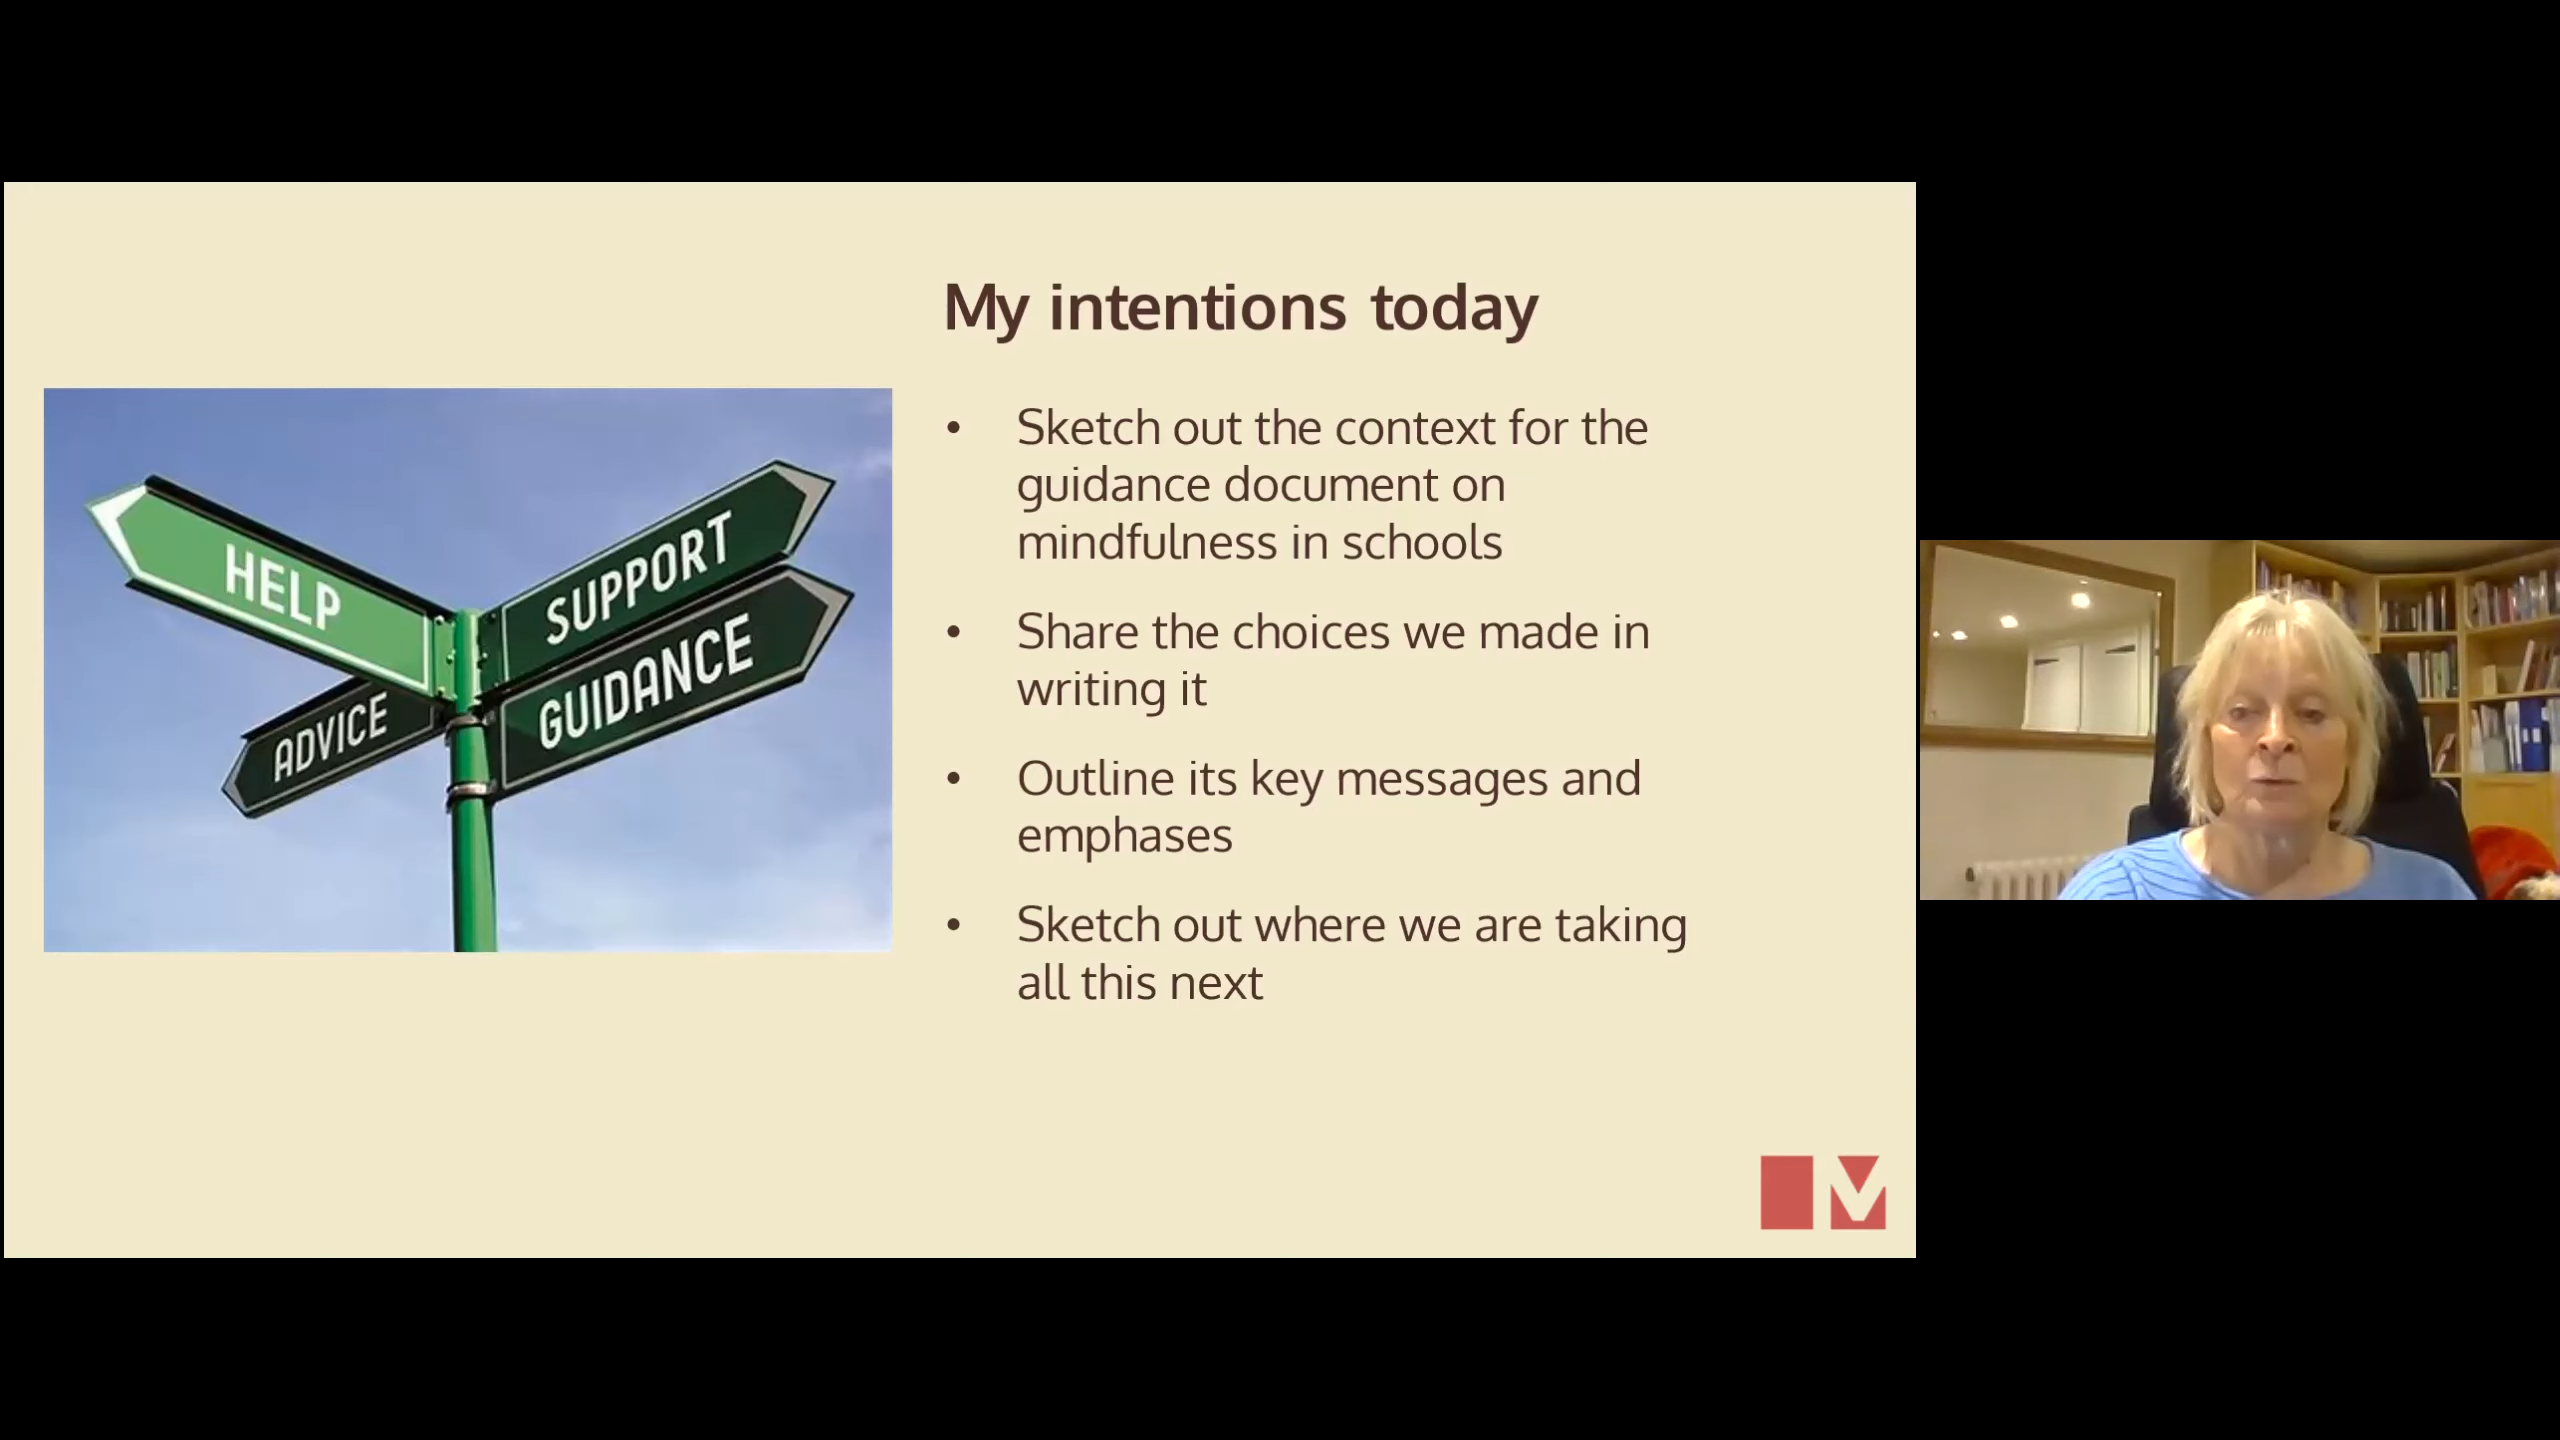 My intentions today
• Sketch out the context for the
guidance document on
mindfulness in schools
• Share the choices we made in
writing it
• Outline its key messages and
emphases
• Sketch out where we are taking
all this next
HELP
SUPPORT
ADVICE
GUIDANCE